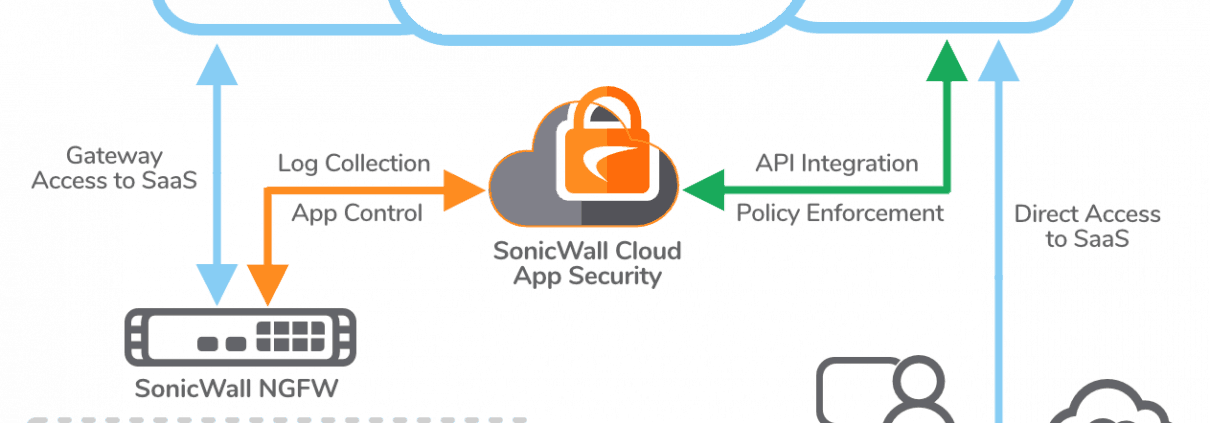 Gateway
Access to SaaS
Log Collection
App Control
SonicWall Cloud
App Security
API Integration
Policy Enforcement
Direct Access
to SaaS
SonicWall NGFW